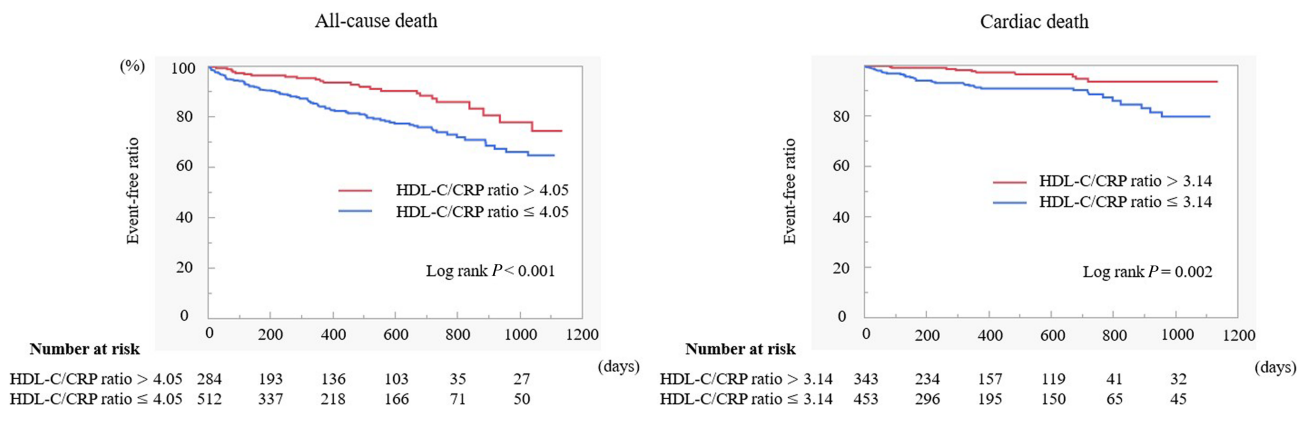 All-cause death
(%)
100
80
60
40
20
0
Event-free ratio
HDL-C/CRP ratio > 4.05
HDL-C/CRP ratio ≤ 4.05
Log rank P < 0.001
0 200 400 600 800 1000 1200
(days)
Number at risk
HDL-C/CRP ratio > 4.05 284 193 136 103 35 27
HDL-C/CRP ratio ≤ 4.05 512 337 218 166 71 50
Cardiac death
80
60
40
20
0
Event-free ratio
HDL-C/CRP ratio > 3.14
HDL-C/CRP ratio ≤ 3.14
Log rank P = 0.002
0 200 400 600 800 1000 1200
(days)
Number at risk
HDL-C/CRP ratio > 3.14 343 234 157 119 41 32
HDL-C/CRP ratio ≤ 3.14 453 296 195 150 65 45